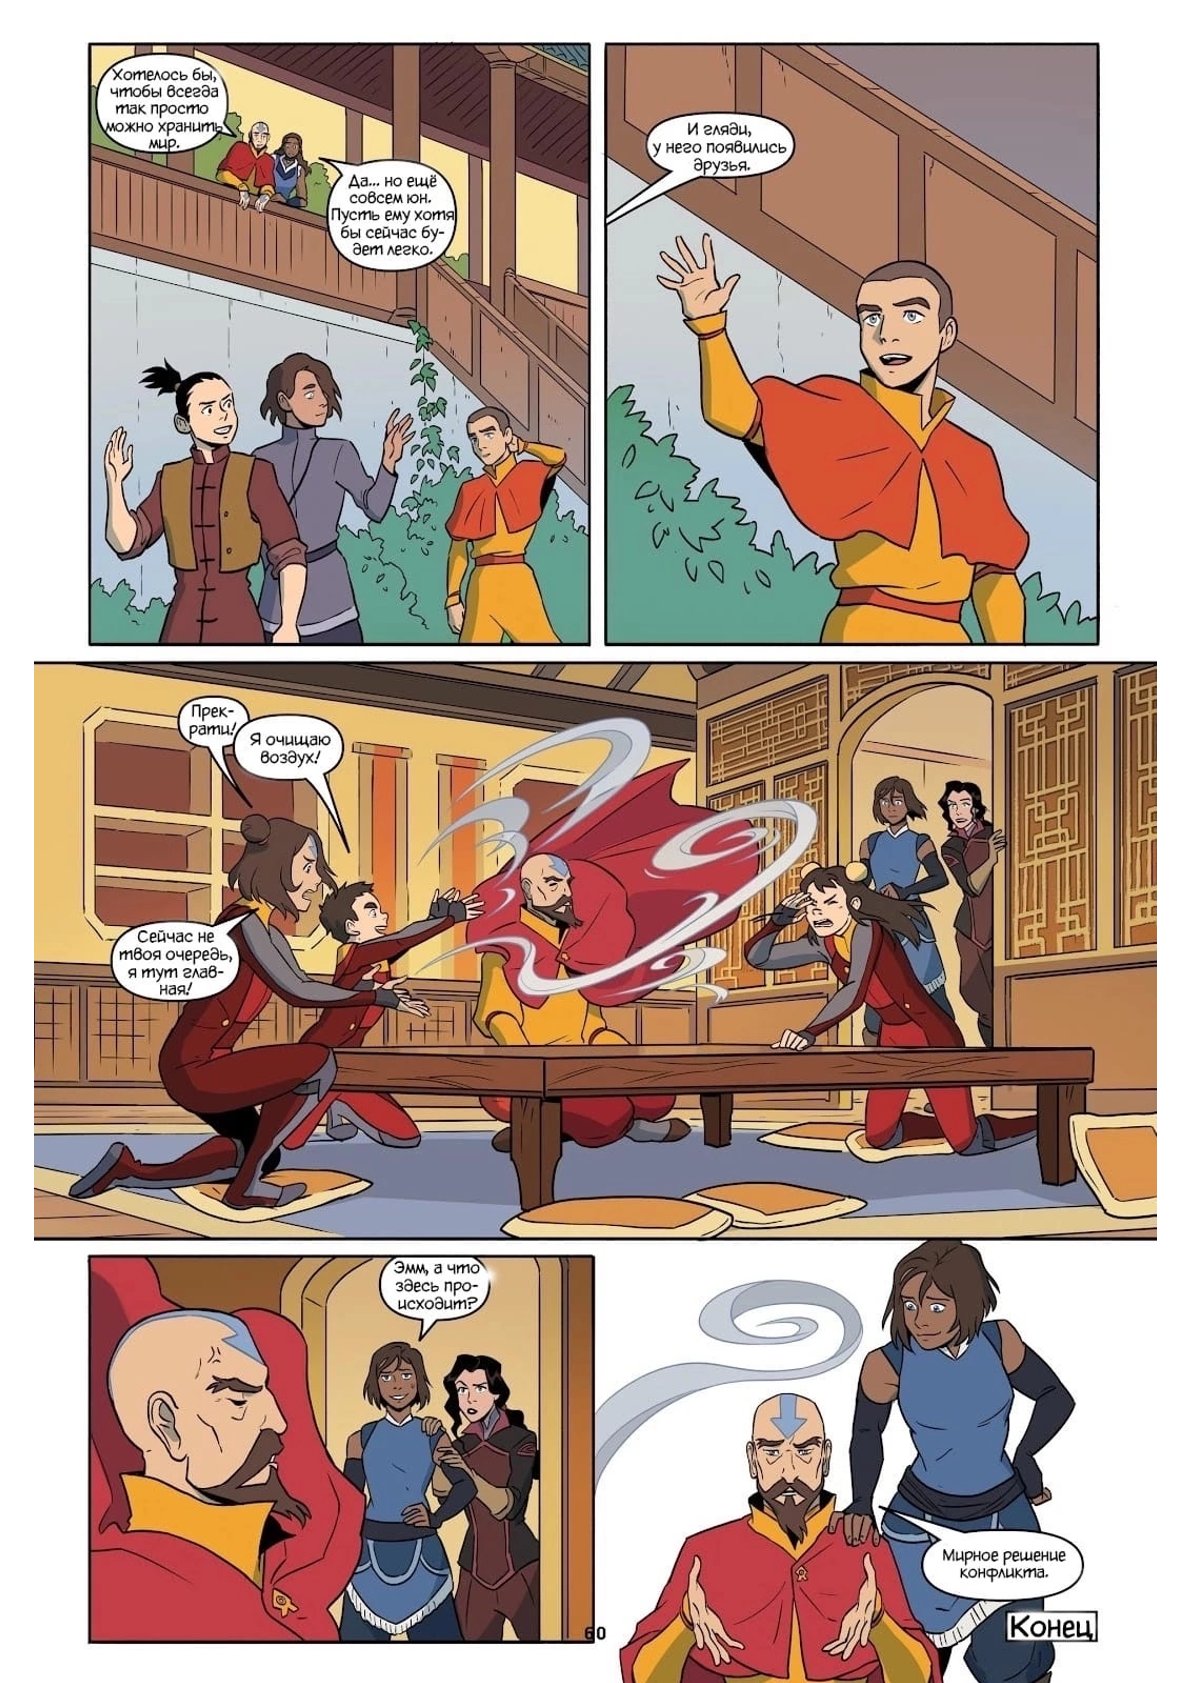 Хотелось бы,
чтобы всегда
так просто
можно хранить
мир.
Да... но ещё
совсем юн.
Пусть ему хотя
бы сейчас бу-
дет легко.
И гляди,
у него появились
друзья.
Прек-
рати!
Я очищаю
воздух!
Сейчас не
твоя очередь,
я тут глав-
ная!
Эмм, а что
здесь про-
исходит?
Мирное решение
конфликта.
Конец
60